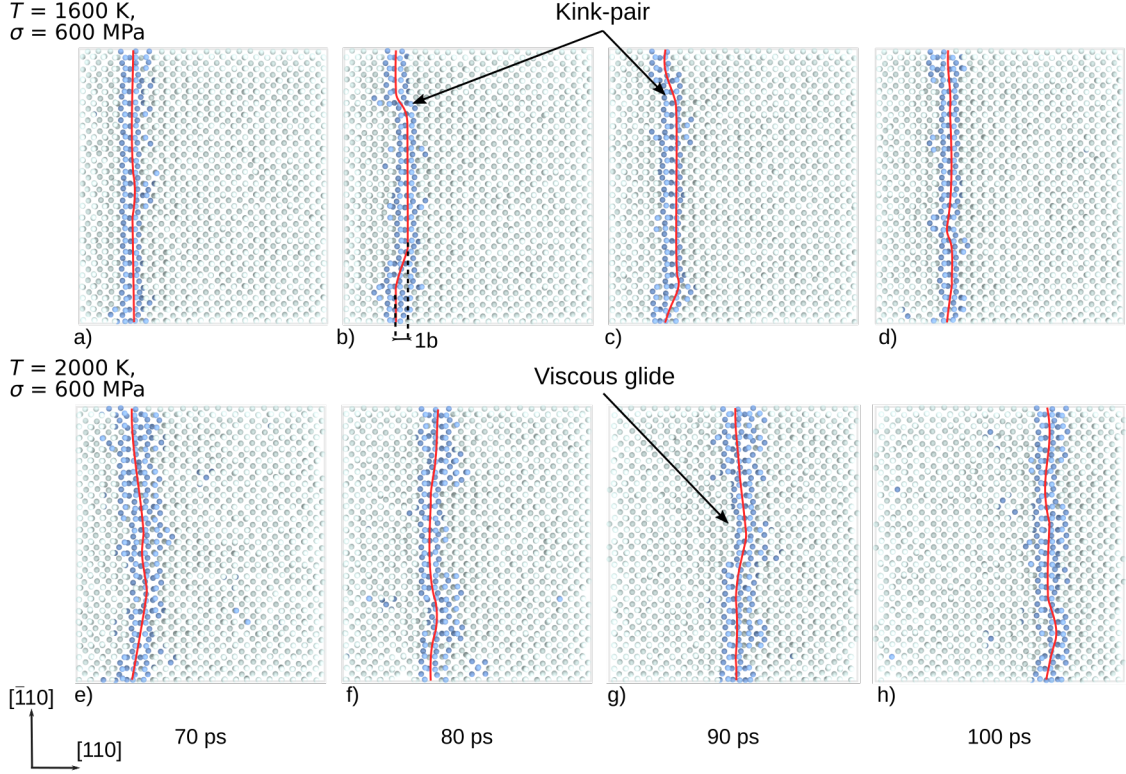 T = 1600 K,
σ = 600 MPa
Kink-pair
a)
b)
1b
c)
d)
T = 2000 K,
σ = 600 MPa
Viscous glide
e)
f)
g)
h)
[1̅10]
[110]
70 ps
80 ps
90 ps
100 ps